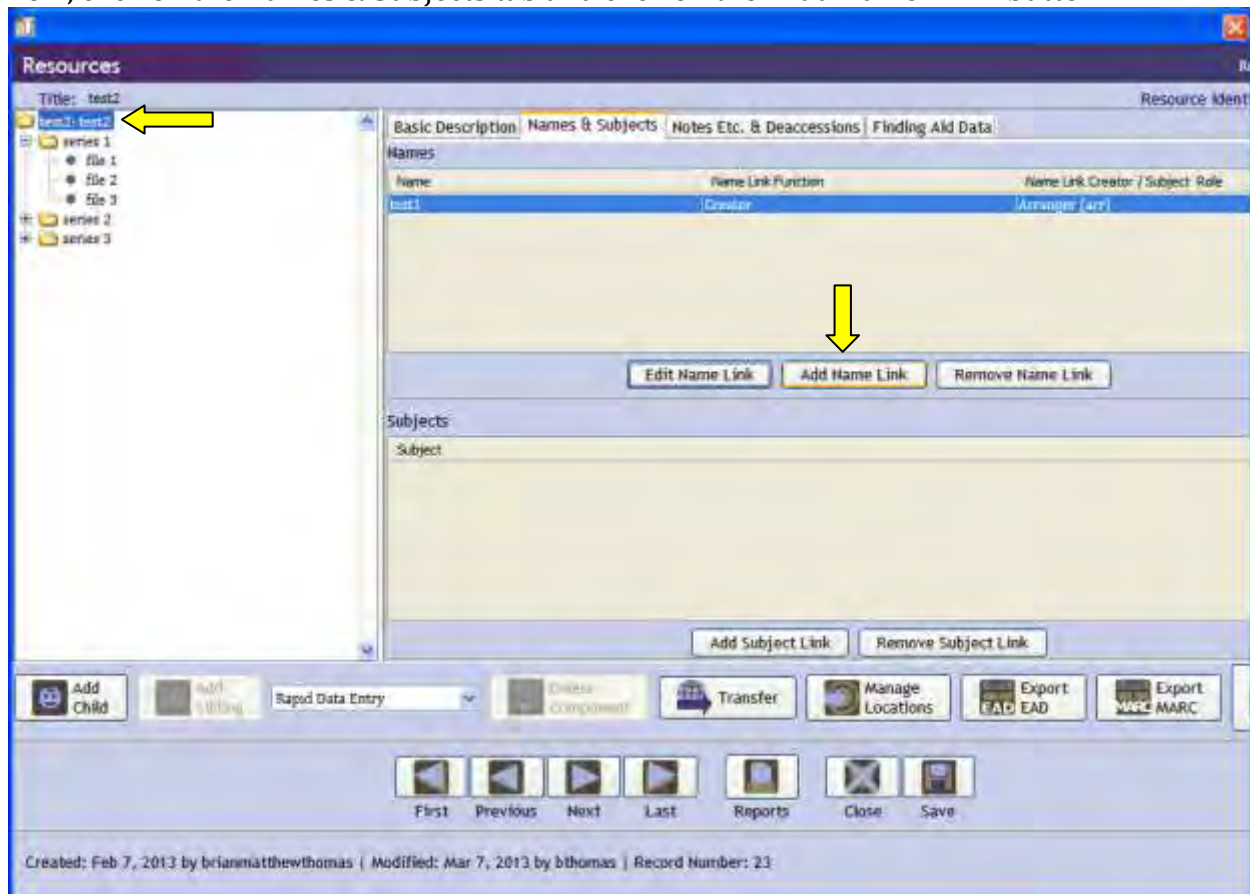 Resources
Title: test2
Resource Ident
test2
series 1
file 1
file 2
file 3
series 2
series 3
Basic Description Names & Subjects Notes Etc. & Deaccessions Finding Aid Data
Names
Name Name Link Function Name Link Creator / Subject Role
test1 Creator Arranger (arr)
Edit Name Link Add Name Link Remove Name Link
Subjects
Subject
Add Subject Link Remove Subject Link
Add Child
Add Sibling
Rapid Data Entry
Delete Component
Transfer
Manage Locations
EAD Export EAD
MARC Export MARC
First Previous Next Last Reports Close Save
Created: Feb 7, 2013 by brianmatthewthomas | Modified: Mar 7, 2013 by bthomas | Record Number: 23